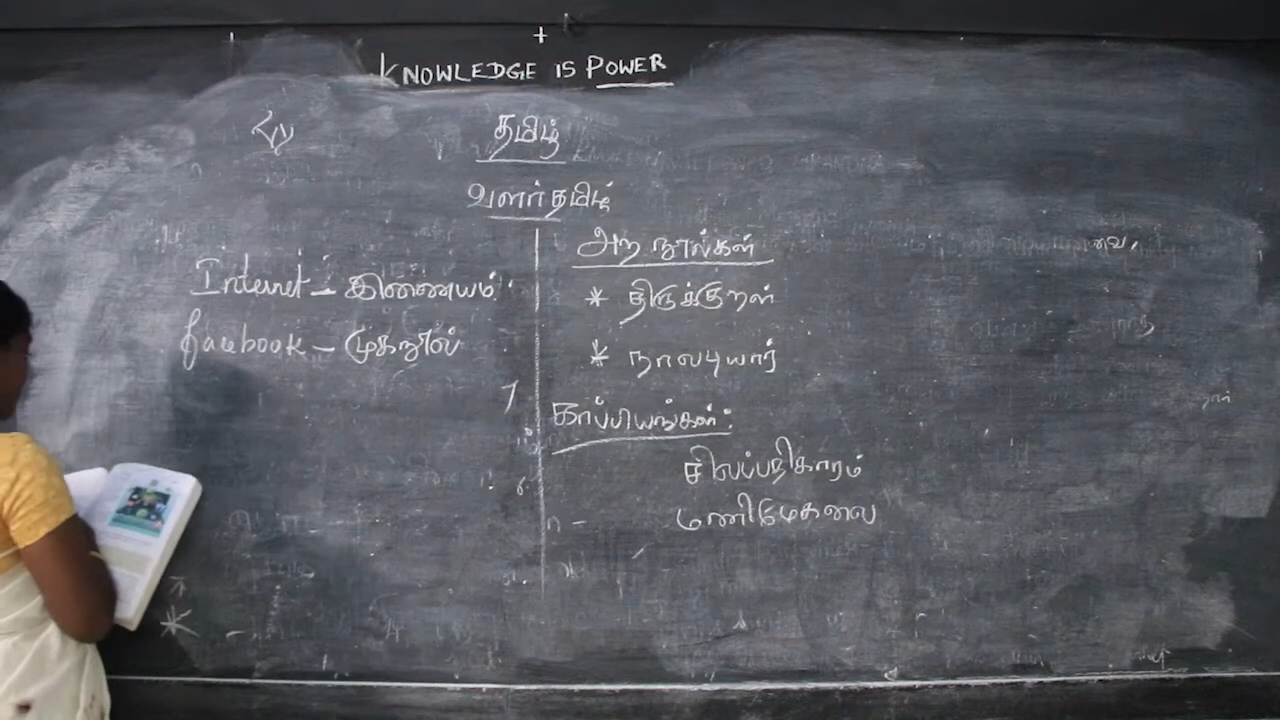 KNOWLEDGE IS POWER
தமிழ்
வளர்தமிழ்
Internet – இணையம்
facebook – முகநூல்
அற நூல்கள்
* திருக்குறள்
* நாலடியார்
காப்பியங்கள்:
சிலப்பதிகாரம்
மணிமேகலை